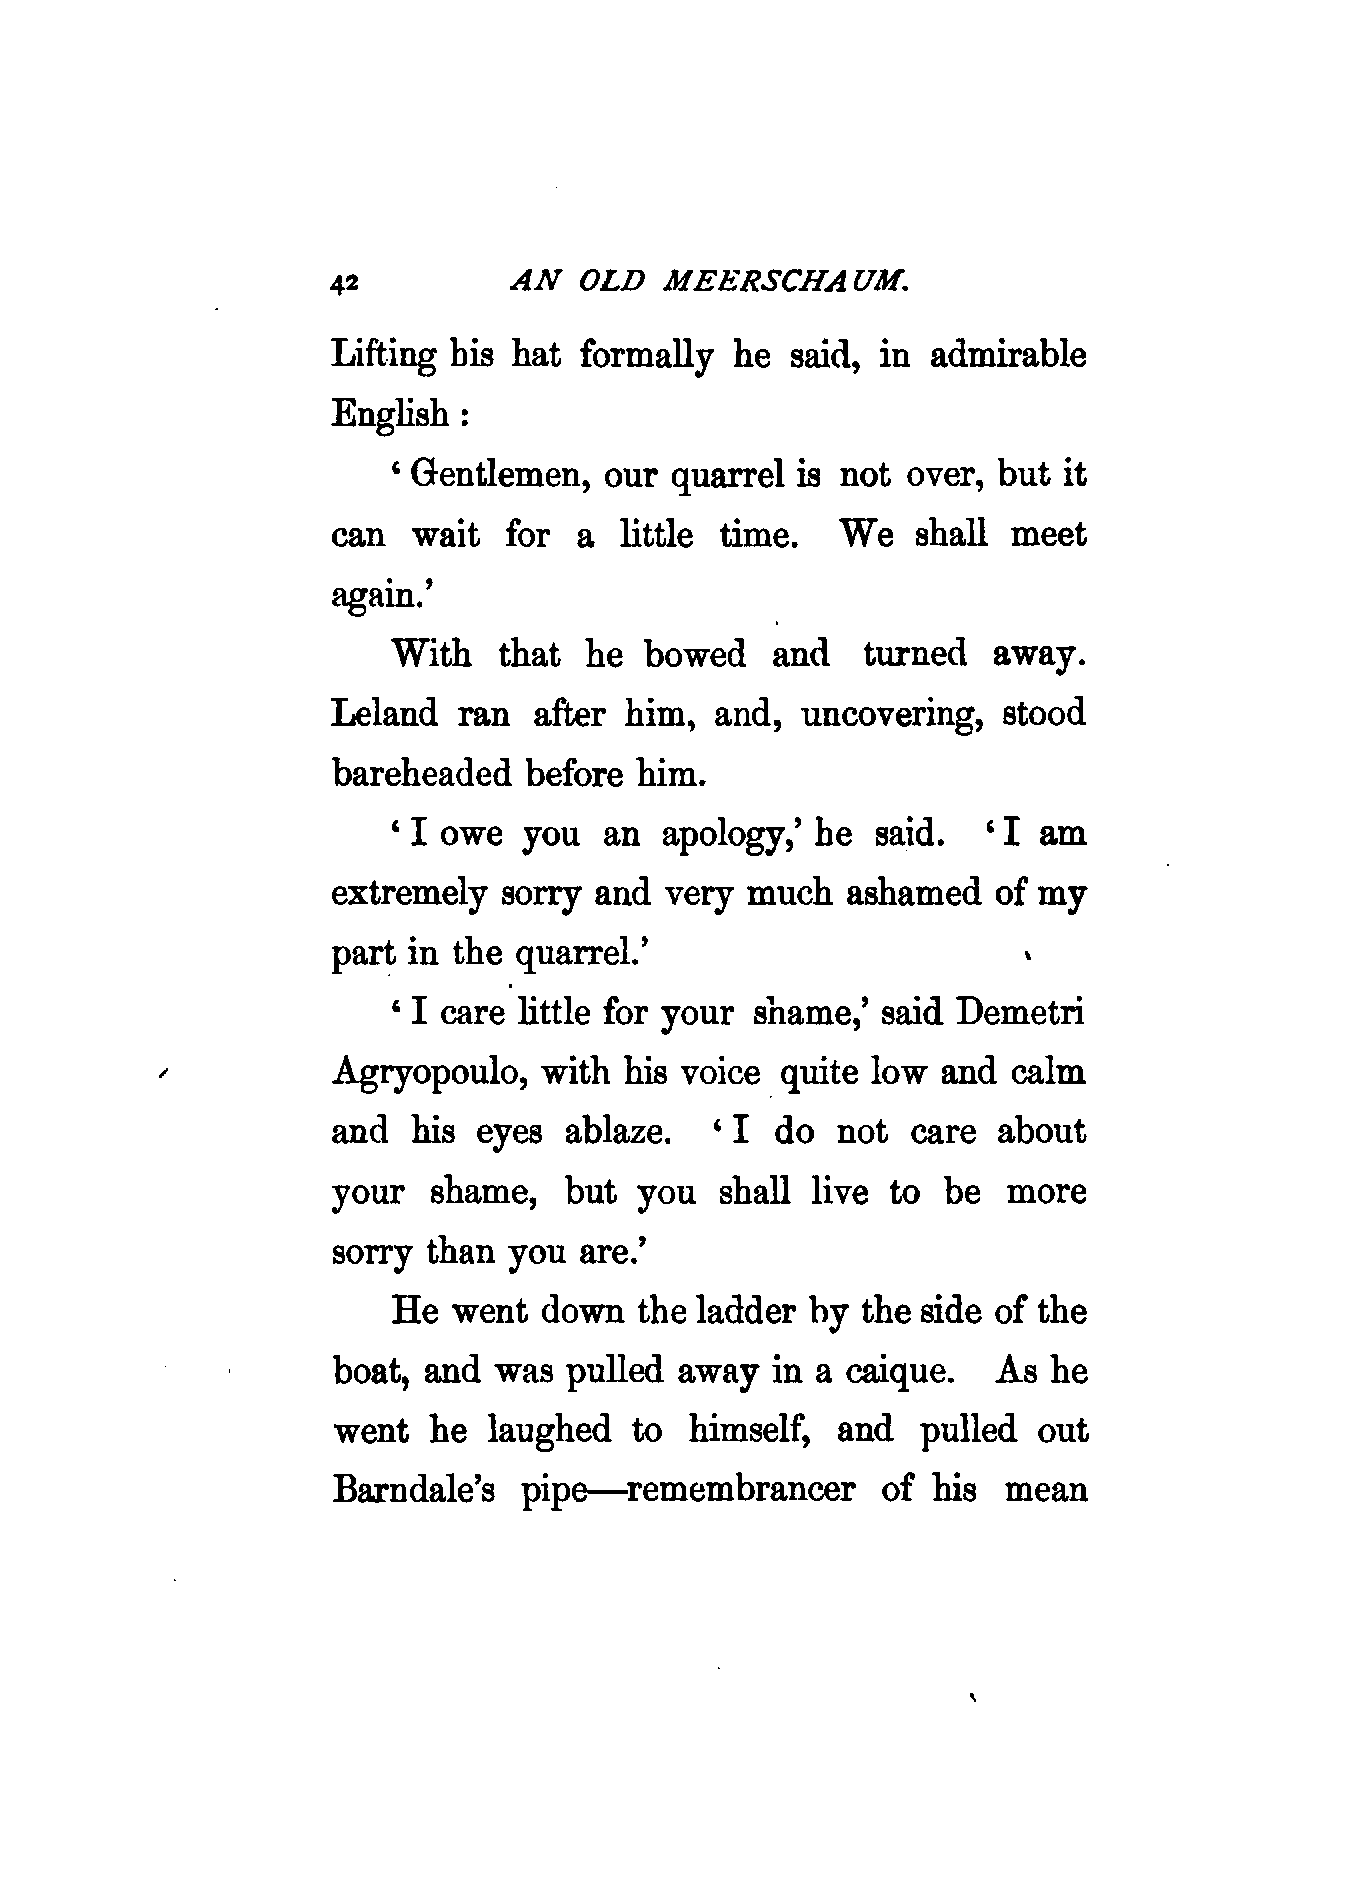 42 AN OLD MEERSCHAUM.
Lifting his hat formally he said, in admirable
English :
‘ Gentlemen, our quarrel is not over, but it
can wait for a little time. We shall meet
again.’
With that he bowed and turned away.
Leland ran after him, and, uncovering, stood
bareheaded before him.
‘ I owe you an apology,’ he said. ‘ I am
extremely sorry and very much ashamed of my
part in the quarrel.’
‘ I care little for your shame,’ said Demetri
Agryopoulo, with his voice quite low and calm
and his eyes ablaze. ‘ I do not care about
your shame, but you shall live to be more
sorry than you are.’
He went down the ladder by the side of the
boat, and was pulled away in a caique. As he
went he laughed to himself, and pulled out
Barndale’s pipe—remembrancer of his mean